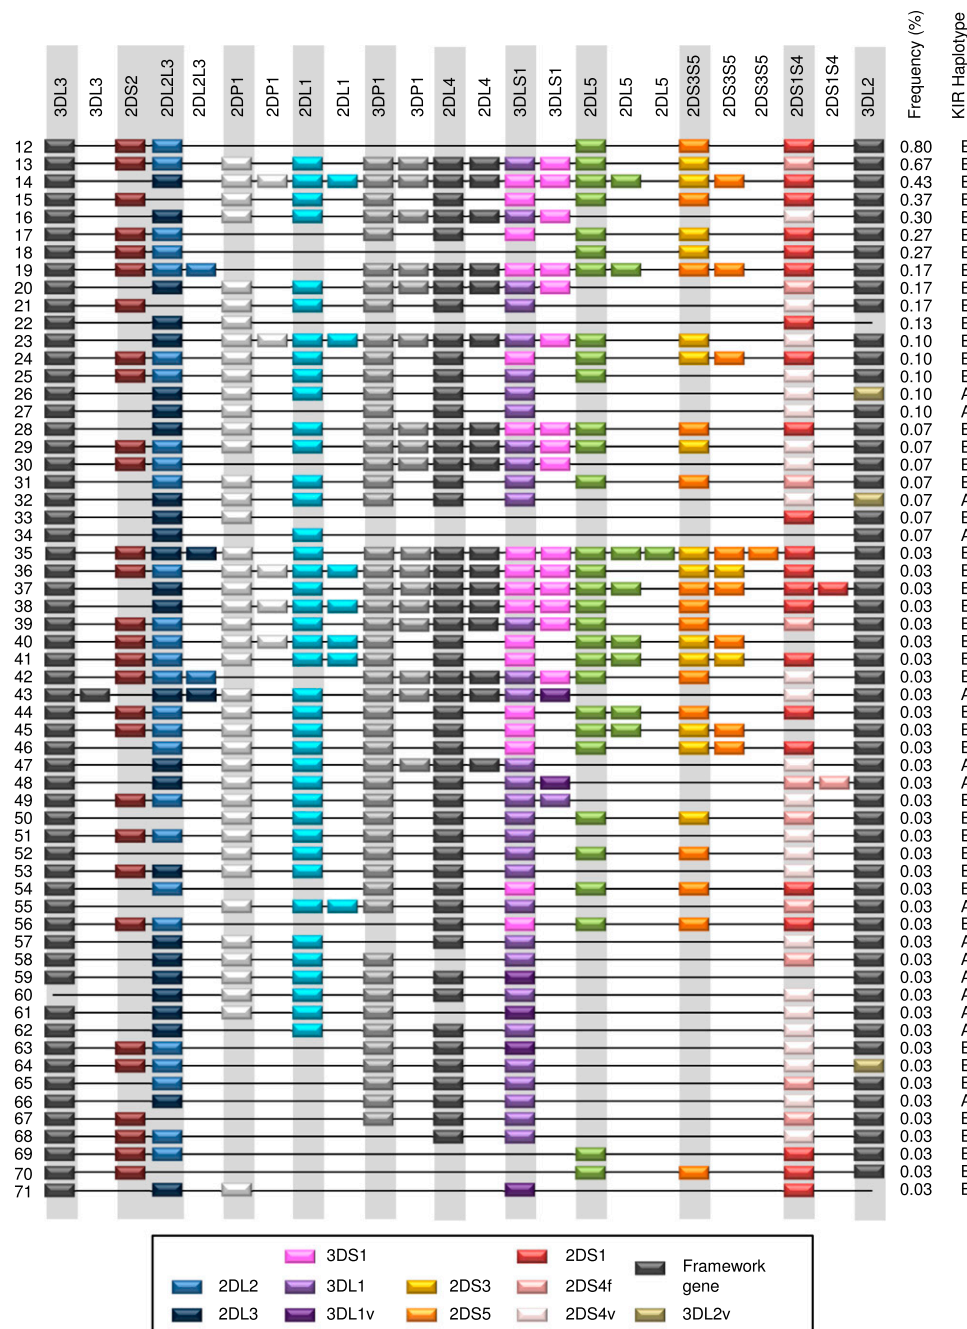 3DL3 3DL3 2DS2 2DL2L3 2DL2L3 2DP1 2DP1 2DL1 2DL1 3DP1 3DP1 2DL4 2DL4 3DLS1 3DLS1 2DL5 2DL5 2DL5 2DS3S5 2DS3S5 2DS3S5 2DS1S4 2DS1S4 3DL2 Frequency (%) KIR Haplotype
12 0.80 B
13 0.67 B
14 0.43 B
15 0.37 B
16 0.30 B
17 0.27 B
18 0.27 B
19 0.17 B
20 0.17 B
21 0.17 B
22 0.13 B
23 0.10 B
24 0.10 B
25 0.10 B
26 0.10 A
27 0.10 A
28 0.07 B
29 0.07 B
30 0.07 B
31 0.07 B
32 0.07 A
33 0.07 B
34 0.07 A
35 0.03 B
36 0.03 B
37 0.03 B
38 0.03 B
39 0.03 B
40 0.03 B
41 0.03 B
42 0.03 B
43 0.03 A
44 0.03 B
45 0.03 B
46 0.03 B
47 0.03 A
48 0.03 A
49 0.03 B
50 0.03 B
51 0.03 B
52 0.03 B
53 0.03 B
54 0.03 B
55 0.03 A
56 0.03 B
57 0.03 A
58 0.03 A
59 0.03 A
60 0.03 A
61 0.03 A
62 0.03 A
63 0.03 B
64 0.03 B
65 0.03 B
66 0.03 A
67 0.03 B
68 0.03 B
69 0.03 B
70 0.03 B
71 0.03 B
3DS1 2DS1 Framework
2DL2 3DL1 2DS3 2DS4f gene
2DL3 3DL1v 2DS5 2DS4v 3DL2v